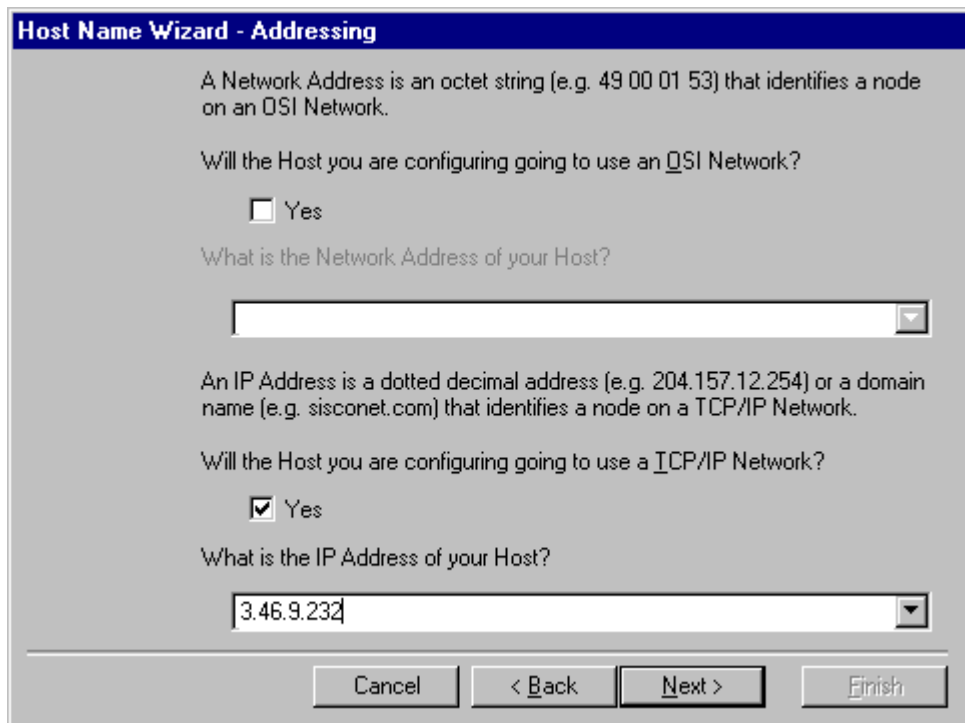 Host Name Wizard - Addressing
A Network Address is an octet string (e.g. 49 00 01 53) that identifies a node
on an OSI Network.
Will the Host you are configuring going to use an OSI Network?
Yes
What is the Network Address of your Host?
An IP Address is a dotted decimal address (e.g. 204.157.12.254) or a domain
name (e.g. sisconet.com) that identifies a node on a TCP/IP Network.
Will the Host you are configuring going to use a TCP/IP Network?
Yes
What is the IP Address of your Host?
3.46.9.232
Cancel < Back Next > Finish